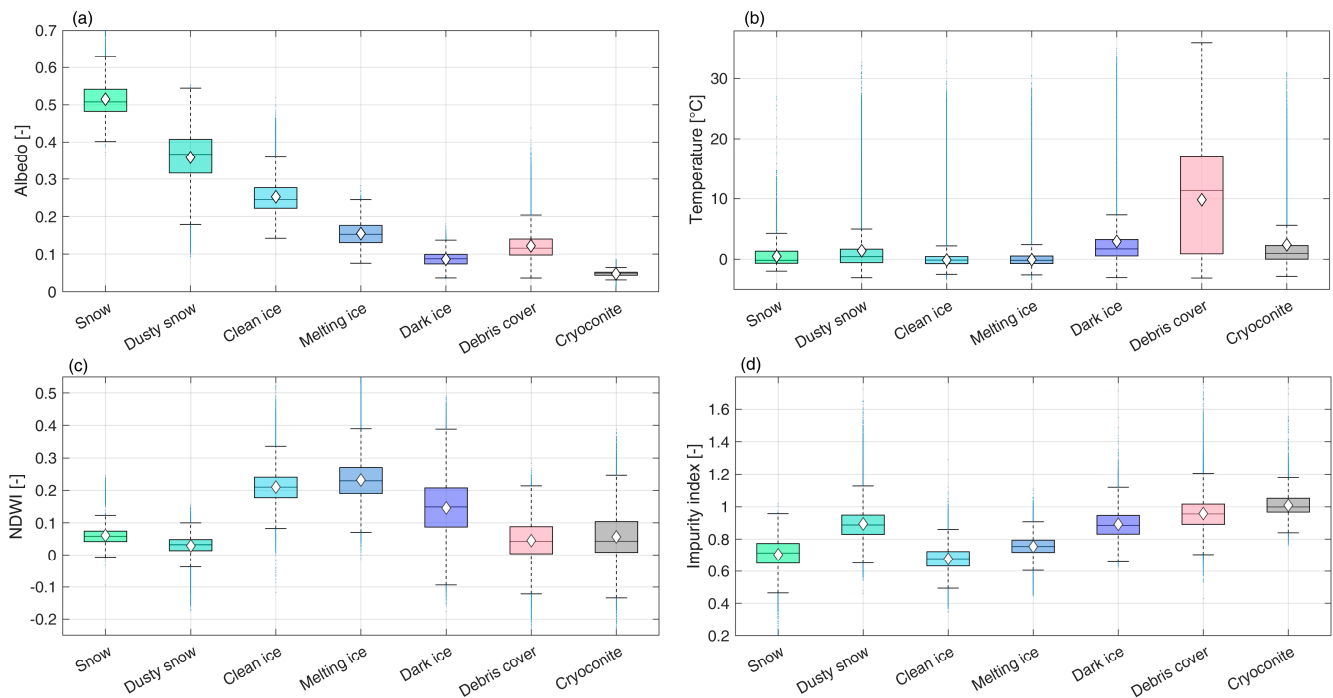 (a)
Albedo [-]
0.7
0.6
0.5
0.4
0.3
0.2
0.1
0
Snow
Dusty snow
Clean ice
Melting ice
Dark ice
Debris cover
Cryoconite
(b)
Temperature [°C]
30
20
10
0
Snow
Dusty snow
Clean ice
Melting ice
Dark ice
Debris cover
Cryoconite
(c)
NDWI [-]
0.5
0.4
0.3
0.2
0.1
0
-0.1
-0.2
Snow
Dusty snow
Clean ice
Melting ice
Dark ice
Debris cover
Cryoconite
(d)
Impurity index [-]
1.6
1.4
1.2
1
0.8
0.6
0.4
0.2
Snow
Dusty snow
Clean ice
Melting ice
Dark ice
Debris cover
Cryoconite